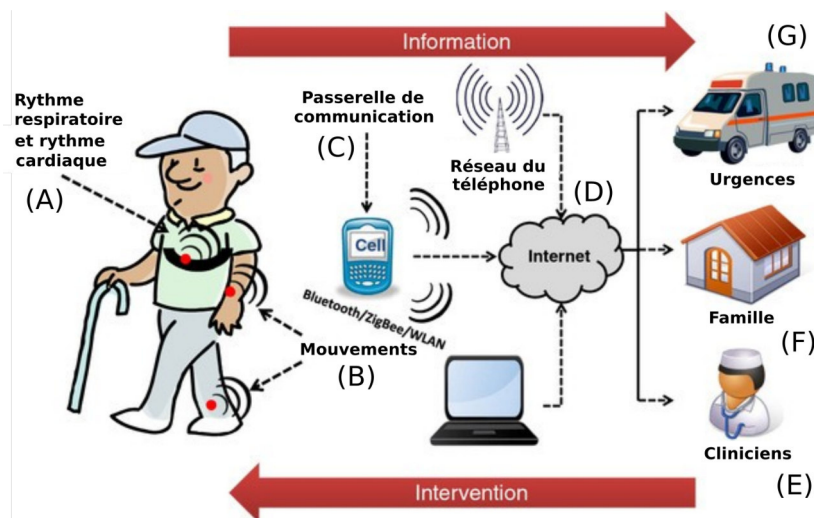 Information
(G)
Rythme
respiratoire
et rythme
cardiaque
(A)
Passerelle de
communication
(C)
Réseau du
téléphone
(D)
Urgences
Cell
Internet
Bluetooth/ZigBee/WLAN
Famille
(F)
Mouvements
(B)
Cliniciens
(E)
Intervention